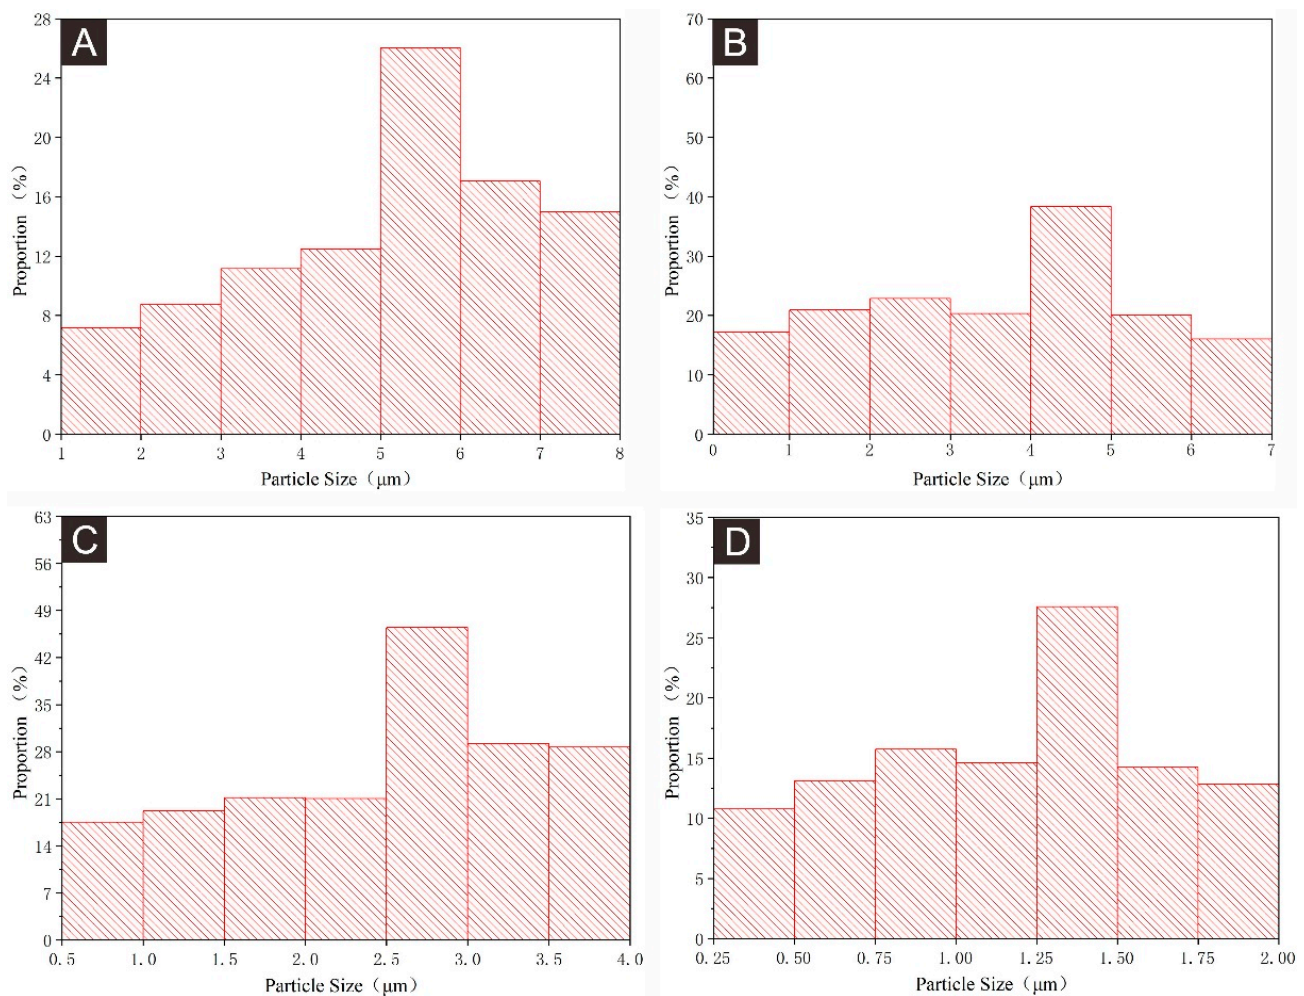 A
28
24
20
16
12
8
4
0
Proportion （%）
1 2 3 4 5 6 7 8
Particle Size（μm）
B
70
60
50
40
30
20
10
0
Proportion （%）
0 1 2 3 4 5 6 7
Particle Size（μm）
C
63
56
49
42
35
28
21
14
7
0
Proportion （%）
0.5 1.0 1.5 2.0 2.5 3.0 3.5 4.0
Particle Size（μm）
D
35
30
25
20
15
10
5
0
Proportion （%）
0.25 0.50 0.75 1.00 1.25 1.50 1.75 2.00
Particle Size（μm）